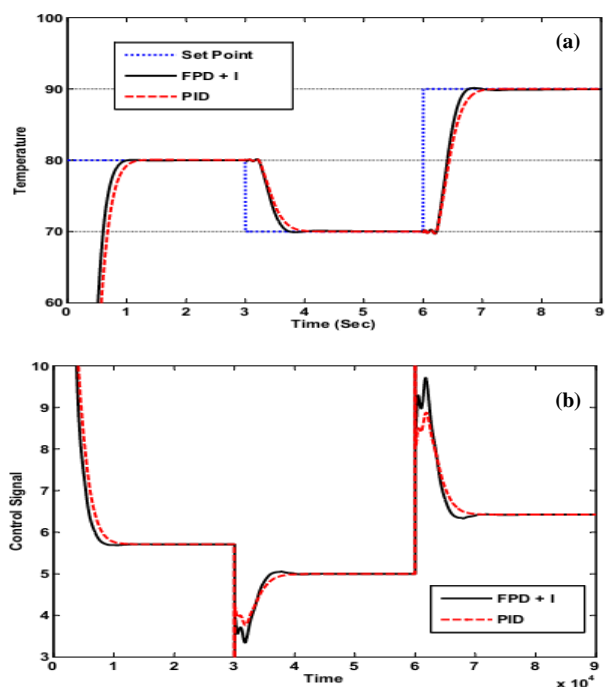 (a)
100
90
80
70
60
Temperature
Set Point
FPD + I
PID
0 1 2 3 4 5 6 7 8 9
Time (Sec)
(b)
10
9
8
7
6
5
4
3
Control Signal
FPD + I
PID
0 1 2 3 4 5 6 7 8 9
Time
x 10^4